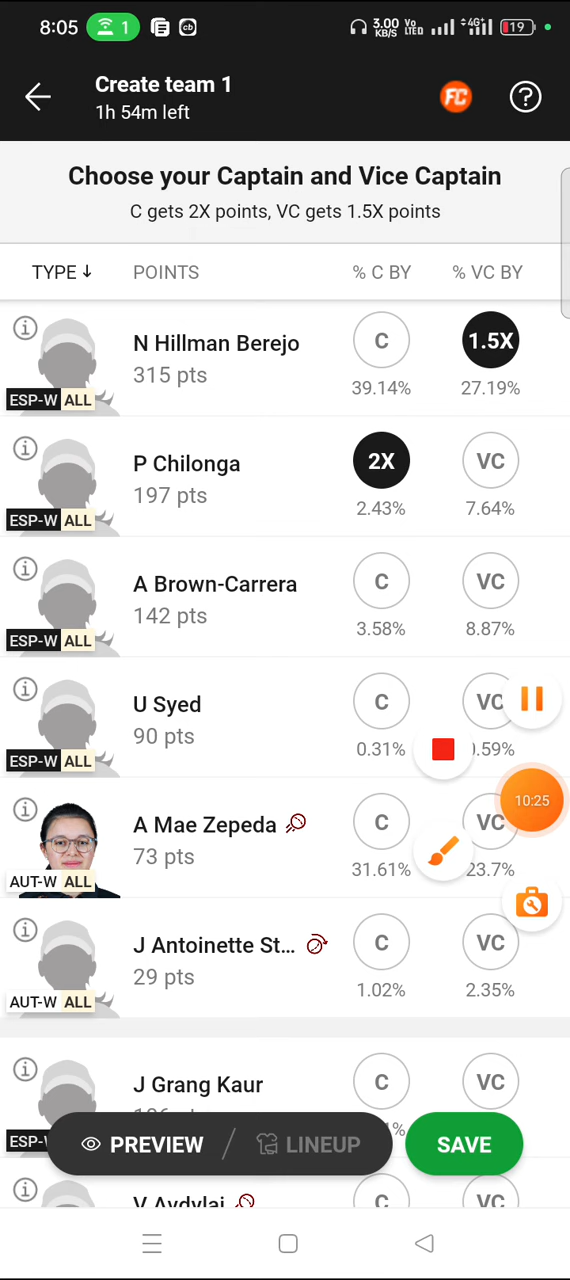 8:05 1 cb 3.00 KB/S Vo LTED 4G+ 19
Create team 1
1h 54m left
FC ?
Choose your Captain and Vice Captain
C gets 2X points, VC gets 1.5X points
TYPE ↓ POINTS % C BY % VC BY
N Hillman Berejo C 1.5X
315 pts 39.14% 27.19%
ESP-W ALL
P Chilonga 2X VC
197 pts 2.43% 7.64%
ESP-W ALL
A Brown-Carrera C VC
142 pts 3.58% 8.87%
ESP-W ALL
U Syed C VC
90 pts 0.31% 0.59%
ESP-W ALL
10:25
A Mae Zepeda C VC
73 pts 31.61% 23.7%
AUT-W ALL
J Antoinette St... C VC
29 pts 1.02% 2.35%
AUT-W ALL
J Grang Kaur C VC
PREVIEW / LINEUP SAVE
C VC